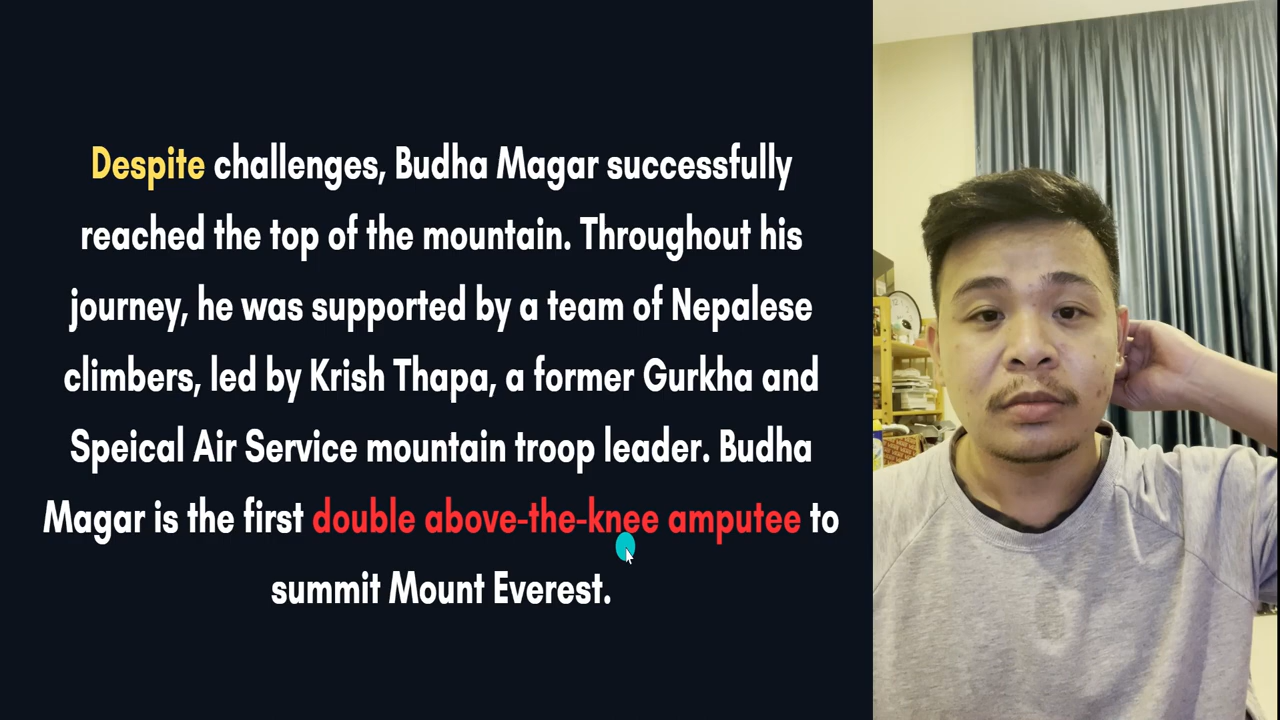 Despite challenges, Budha Magar successfully
reached the top of the mountain. Throughout his
journey, he was supported by a team of Nepalese
climbers, led by Krish Thapa, a former Gurkha and
Speical Air Service mountain troop leader. Budha
Magar is the first double above-the-knee amputee to
summit Mount Everest.